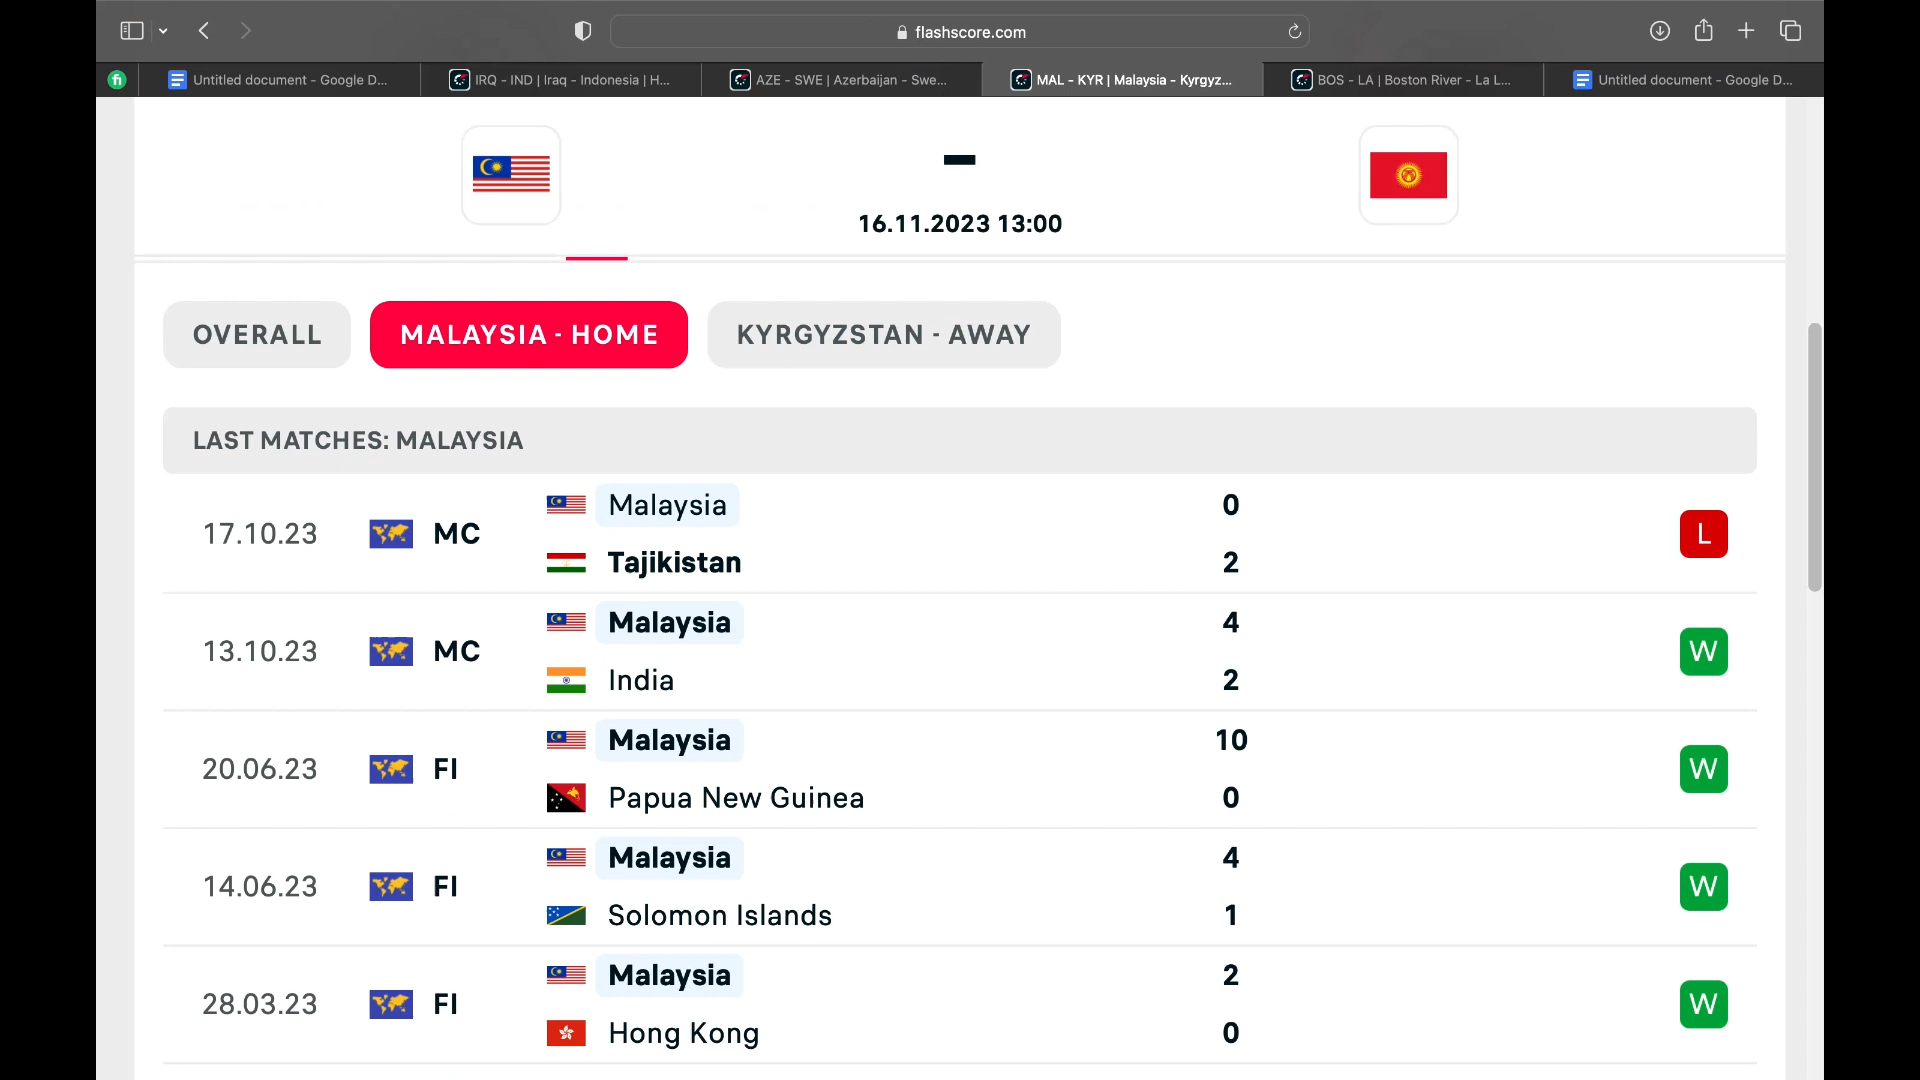 flashscore.com
Untitled document - Google D...
IRQ - IND | Iraq - Indonesia | H...
AZE - SWE | Azerbaijan - Swe...
MAL - KYR | Malaysia - Kyrgyz...
BOS - LA | Boston River - La L...
Untitled document - Google D...
16.11.2023 13:00
OVERALL
MALAYSIA - HOME
KYRGYZSTAN - AWAY
LAST MATCHES: MALAYSIA
17.10.23 MC Malaysia 0
Tajikistan 2
L
13.10.23 MC Malaysia 4
India 2
W
20.06.23 FI Malaysia 10
Papua New Guinea 0
W
14.06.23 FI Malaysia 4
Solomon Islands 1
W
28.03.23 FI Malaysia 2
Hong Kong 0
W